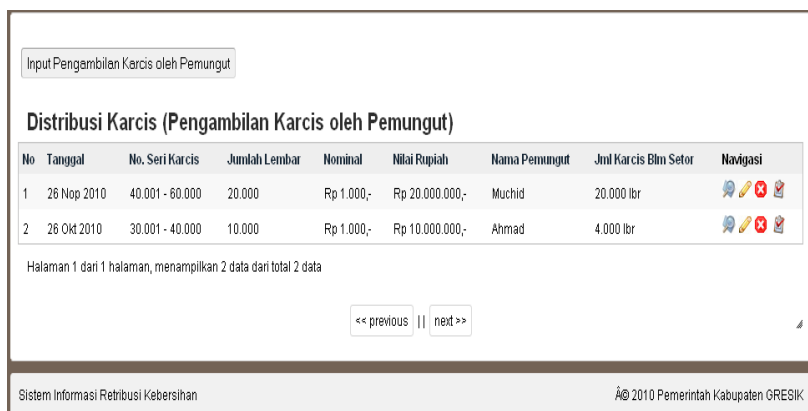 Input Pengambilan Karcis oleh Pemungut
Distribusi Karcis (Pengambilan Karcis oleh Pemungut)
No Tanggal No. Seri Karcis Jumlah Lembar Nominal Nilai Rupiah Nama Pemungut Jml Karcis Blm Setor Navigasi
1 26 Nop 2010 40.001 - 60.000 20.000 Rp 1.000,- Rp 20.000.000,- Muchid 20.000 lbr
2 26 Okt 2010 30.001 - 40.000 10.000 Rp 1.000,- Rp 10.000.000,- Ahmad 4.000 lbr
Halaman 1 dari 1 halaman, menampilkan 2 data dari total 2 data
<< previous || next >>
Sistem Informasi Retribusi Kebersihan Â© 2010 Pemerintah Kabupaten GRESIK